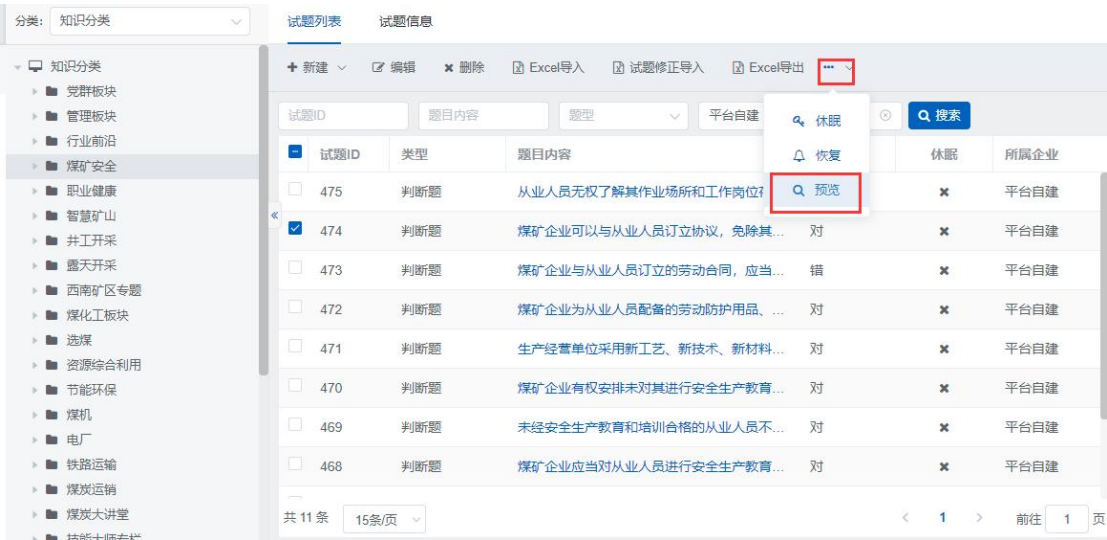 分类: 知识分类
试题列表 试题信息
知识分类
党群板块
管理板块
行业前沿
煤矿安全
职业健康
智慧矿山
井工开采
露天开采
西南矿区专题
煤化工板块
选煤
资源综合利用
节能环保
煤机
电厂
铁路运输
煤炭运销
煤炭大讲堂
技能大师专栏
新建 编辑 删除 Excel导入 试题修正导入 Excel导出 ...
试题ID 题目内容 题型 平台自建 搜索
休眠
恢复
预览
试题ID 类型 题目内容 休眠 所属企业
475 判断题 从业人员无权了解其作业场所和工作岗位存 平台自建
474 判断题 煤矿企业可以与从业人员订立协议，免除其... 对 平台自建
473 判断题 煤矿企业与从业人员订立的劳动合同，应当... 错 平台自建
472 判断题 煤矿企业为从业人员配备的劳动防护用品、... 对 平台自建
471 判断题 生产经营单位采用新工艺、新技术、新材料... 对 平台自建
470 判断题 煤矿企业有权安排未对其进行安全生产教育... 对 平台自建
469 判断题 未经安全生产教育和培训合格的从业人员不... 对 平台自建
468 判断题 煤矿企业应当对从业人员进行安全生产教育... 对 平台自建
共 11 条 15条/页 < 1 > 前往 1 页